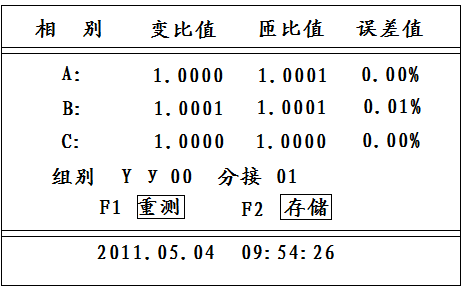 相 别 变比值 匝比值 误差值
A: 1.0000 1.0001 0.00%
B: 1.0001 1.0001 0.01%
C: 1.0000 1.0000 0.00%
组别 Y y 00 分接 01
F1 重测 F2 存储
2011.05.04 09:54:26